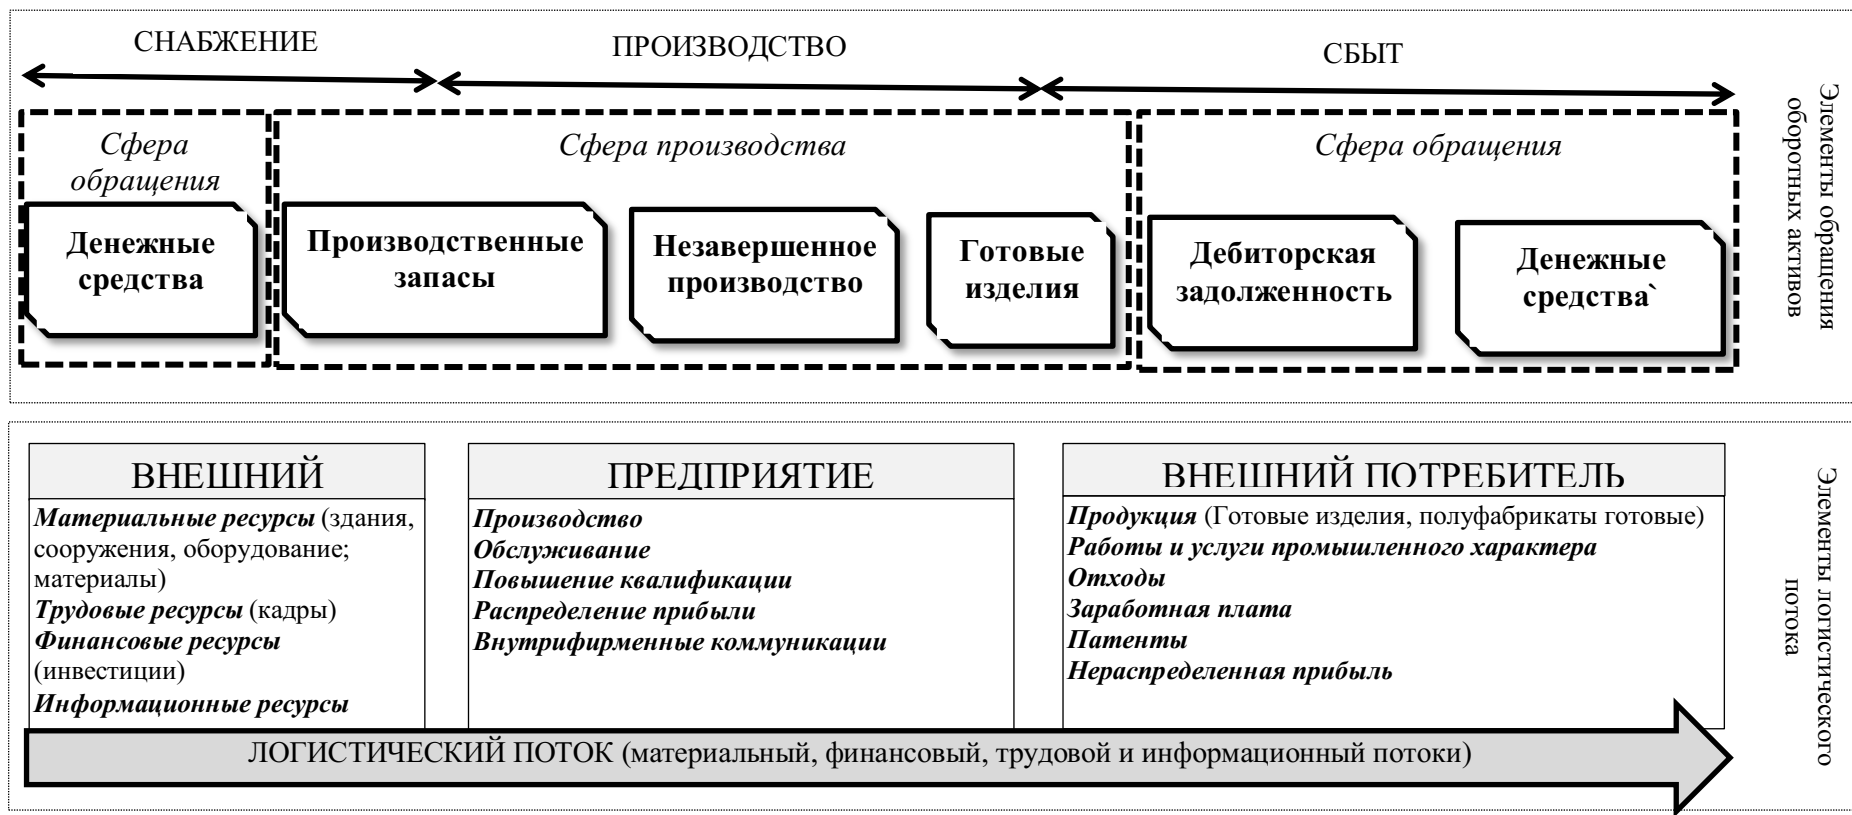 СНАБЖЕНИЕ
ПРОИЗВОДСТВО
СБЫТ
Сфера
обращения
Сфера производства
Сфера обращения
Денежные
средства
Производственные
запасы
Незавершенное
производство
Готовые
изделия
Дебиторская
задолженность
Денежные
средства`
Элементы обращения
оборотных активов
ВНЕШНИЙ
Материальные ресурсы (здания,
сооружения, оборудование;
материалы)
Трудовые ресурсы (кадры)
Финансовые ресурсы
(инвестиции)
Информационные ресурсы
ПРЕДПРИЯТИЕ
Производство
Обслуживание
Повышение квалификации
Распределение прибыли
Внутрифирменные коммуникации
ВНЕШНИЙ ПОТРЕБИТЕЛЬ
Продукция (Готовые изделия, полуфабрикаты готовые)
Работы и услуги промышленного характера
Отходы
Заработная плата
Патенты
Нераспределенная прибыль
ЛОГИСТИЧЕСКИЙ ПОТОК (материальный, финансовый, трудовой и информационный потоки)
Элементы логистического
потока